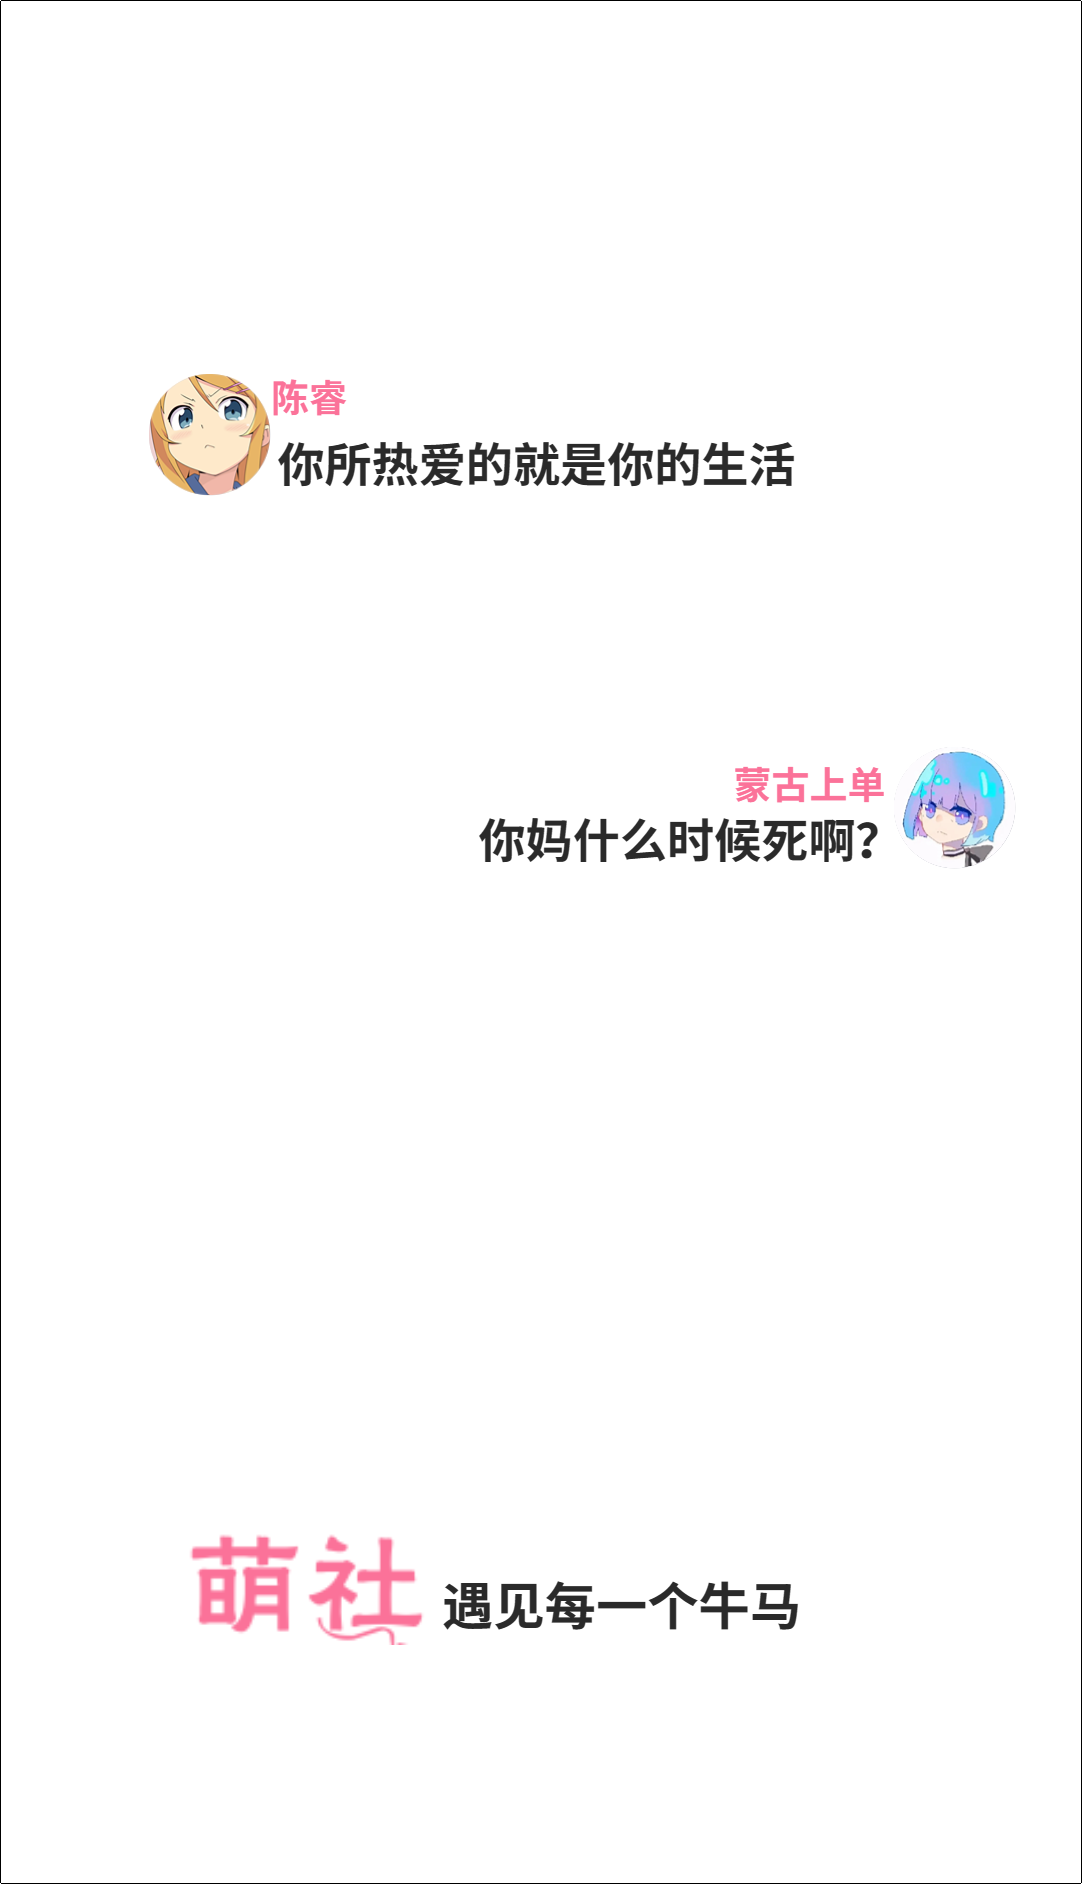 陈睿
你所热爱的就是你的生活
蒙古上单
你妈什么时候死啊?
萌社 遇见每一个牛马